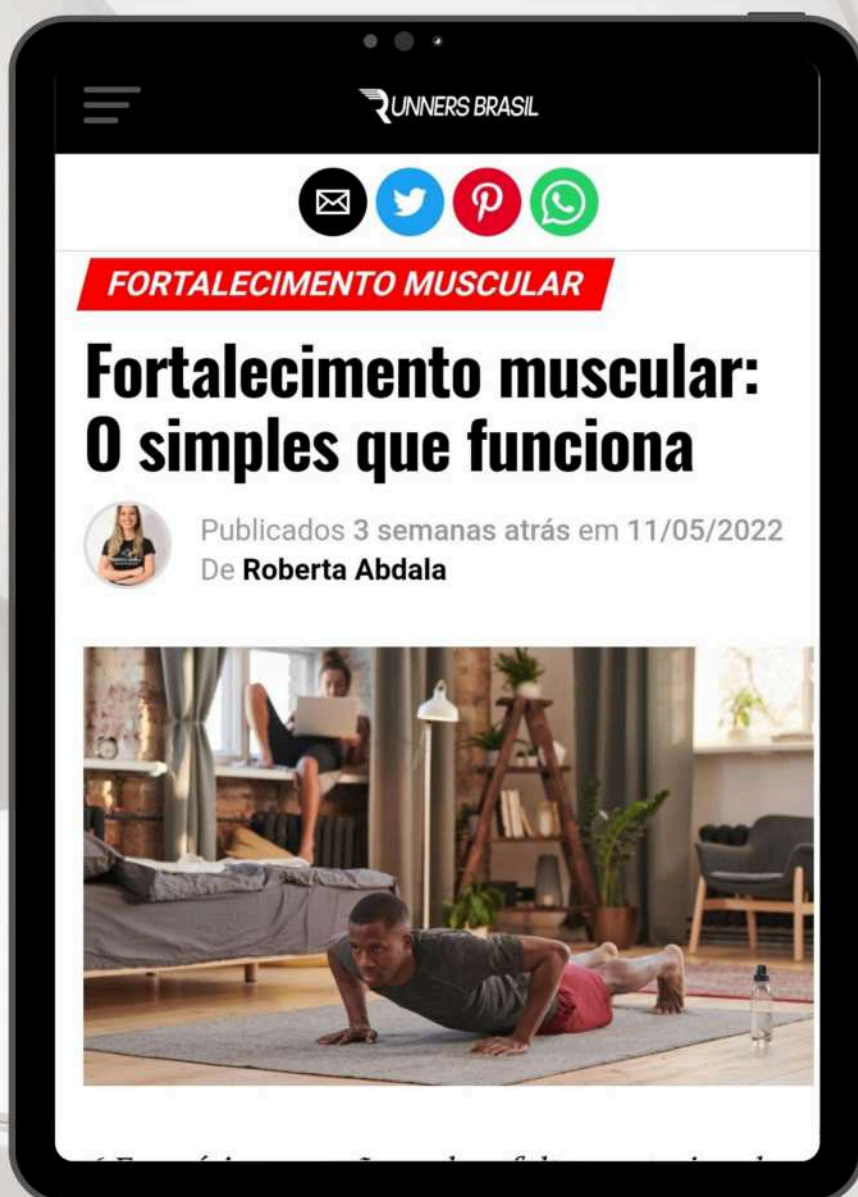 RUNNERS BRASIL
FORTALECIMENTO MUSCULAR
Fortalecimento muscular:
O simples que funciona
Publicados 3 semanas atrás em 11/05/2022
De Roberta Abdala